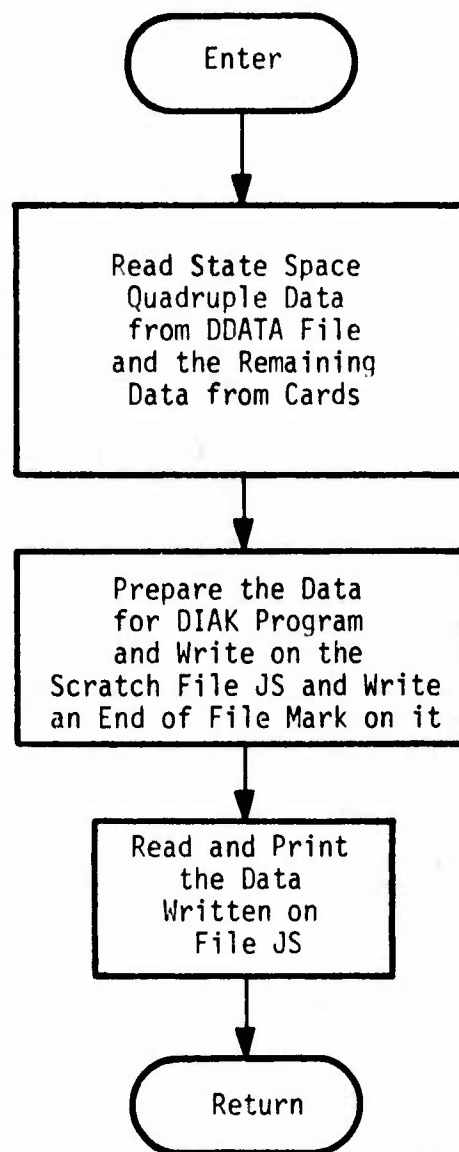 Enter
Read State Space
Quadruple Data
from DDATA File
and the Remaining
Data from Cards
Prepare the Data
for DIAK Program
and Write on the
Scratch File JS and Write
an End of File Mark on it
Read and Print
the Data
Written on
File JS
Return